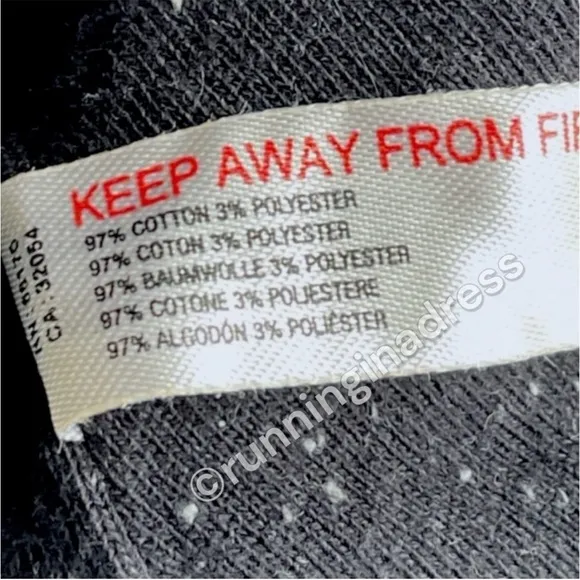 KEEP AWAY FROM FIR
97% COTTON 3% POLYESTER
97% COTON 3% POLYESTER
97% BAUMWOLLE 3% POLYESTER
97% COTONE 3% POLIESTERE
97% ALGODÓN 3% POLIÉSTER
CA: 32054
©runninginadress